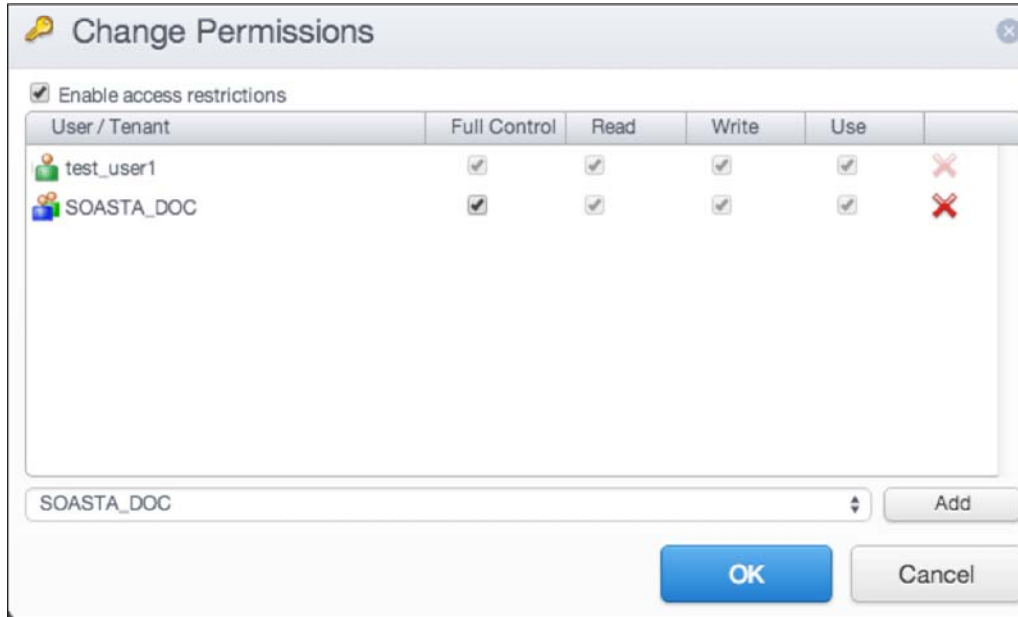 Change Permissions
Enable access restrictions
User / Tenant Full Control Read Write Use
test_user1
SOASTA_DOC
SOASTA_DOC Add
OK Cancel